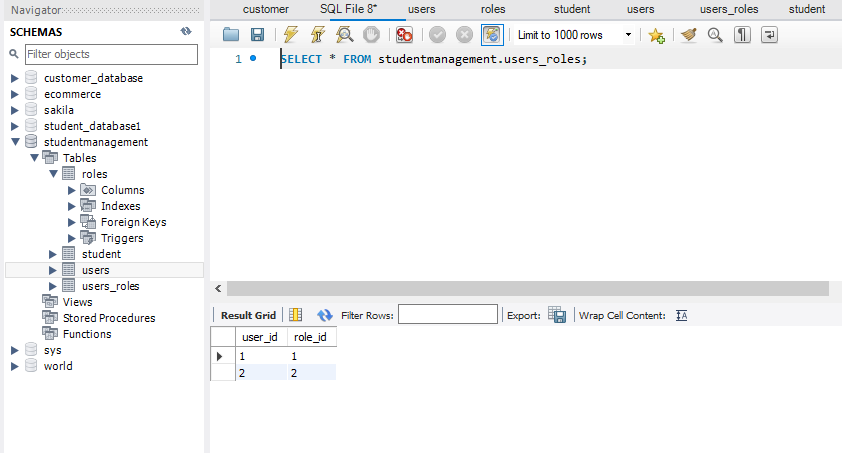 Navigator
customer SQL File 8* users roles student users users_roles student
SCHEMAS
Filter objects
Limit to 1000 rows
1 SELECT * FROM studentmanagement.users_roles;
customer_database
ecommerce
sakila
student_database1
studentmanagement
Tables
roles
Columns
Indexes
Foreign Keys
Triggers
student
users
users_roles
Views
Stored Procedures
Functions
sys
world
Result Grid Filter Rows: Export: Wrap Cell Content: IA
user_id role_id
1 1
2 2